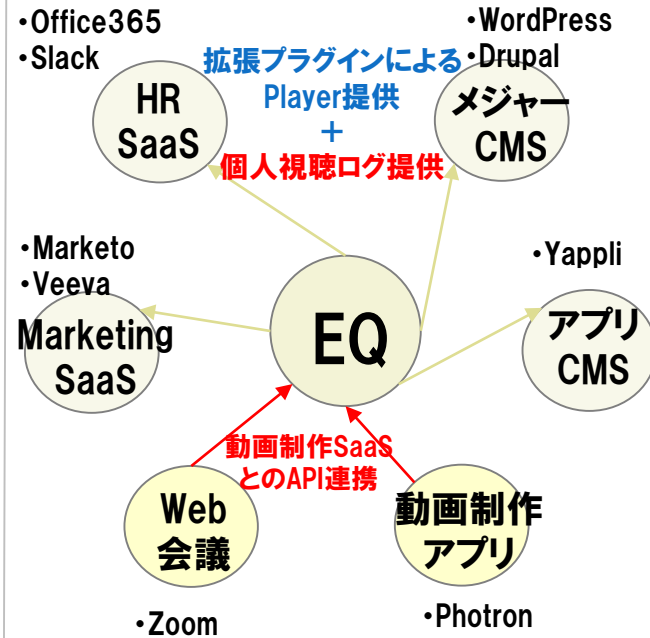 ・Office365
・Slack
HR
SaaS
拡張プラグインによる
Player提供
+
個人視聴ログ提供
・WordPress
・Drupal
メジャー
CMS
・Marketo
・Veeva
Marketing
SaaS
EQ
・Yappli
アプリ
CMS
動画制作SaaS
とのAPI連携
Web
会議
・Zoom
動画制作
アプリ
・Photron